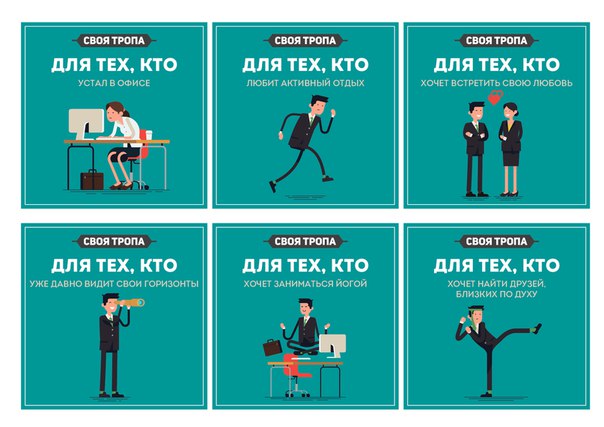 СВОЯ ТРОПА
ДЛЯ ТЕХ, КТО
УСТАЛ В ОФИСЕ
СВОЯ ТРОПА
ДЛЯ ТЕХ, КТО
ЛЮБИТ АКТИВНЫЙ ОТДЫХ
СВОЯ ТРОПА
ДЛЯ ТЕХ, КТО
ХОЧЕТ ВСТРЕТИТЬ СВОЮ ЛЮБОВЬ
СВОЯ ТРОПА
ДЛЯ ТЕХ, КТО
УЖЕ ДАВНО ВИДИТ СВОИ ГОРИЗОНТЫ
СВОЯ ТРОПА
ДЛЯ ТЕХ, КТО
ХОЧЕТ ЗАНИМАТЬСЯ ЙОГОЙ
СВОЯ ТРОПА
ДЛЯ ТЕХ, КТО
ХОЧЕТ НАЙТИ ДРУЗЕЙ,
БЛИЗКИХ ПО ДУХУ